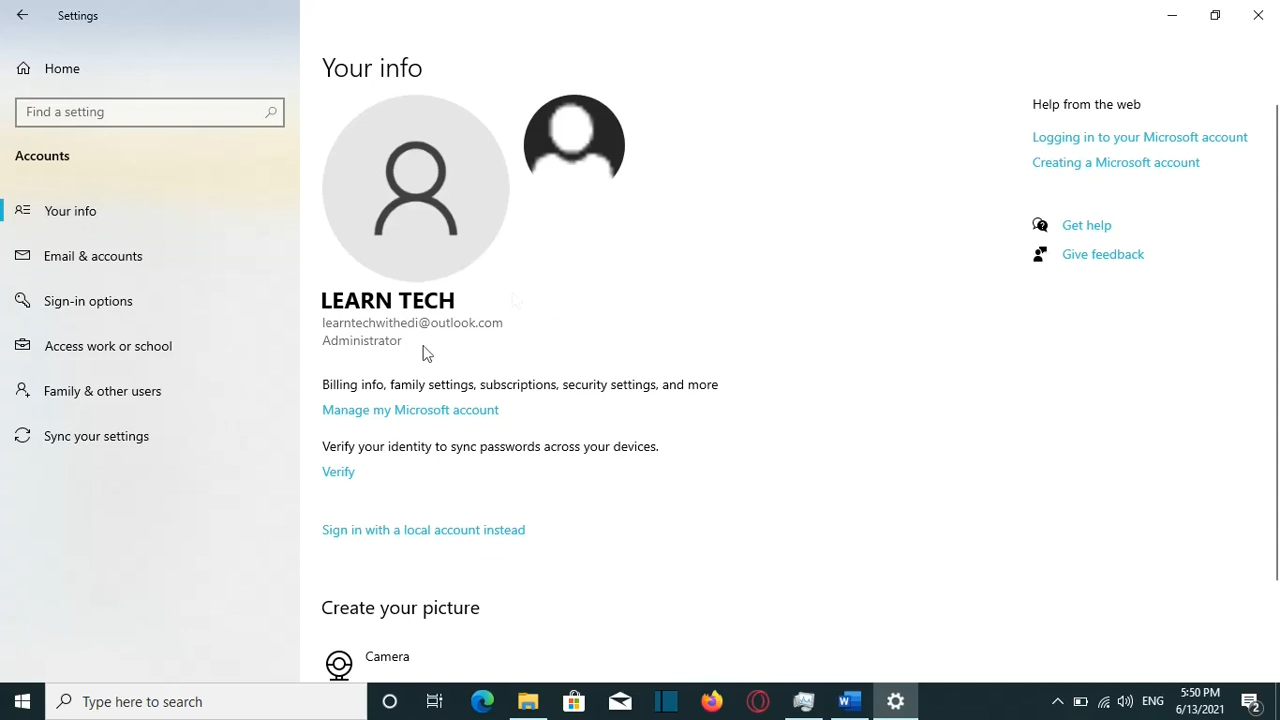 Settings
Home
Find a setting
Accounts
Your info
Email & accounts
Sign-in options
Access work or school
Family & other users
Sync your settings
Your info
LEARN TECH
learntechwithedi@outlook.com
Administrator
Billing info, family settings, subscriptions, security settings, and more
Manage my Microsoft account
Verify your identity to sync passwords across your devices.
Verify
Sign in with a local account instead
Create your picture
Camera
Help from the web
Logging in to your Microsoft account
Creating a Microsoft account
Get help
Give feedback
Type here to search
ENG
5:50 PM
6/13/2021
2